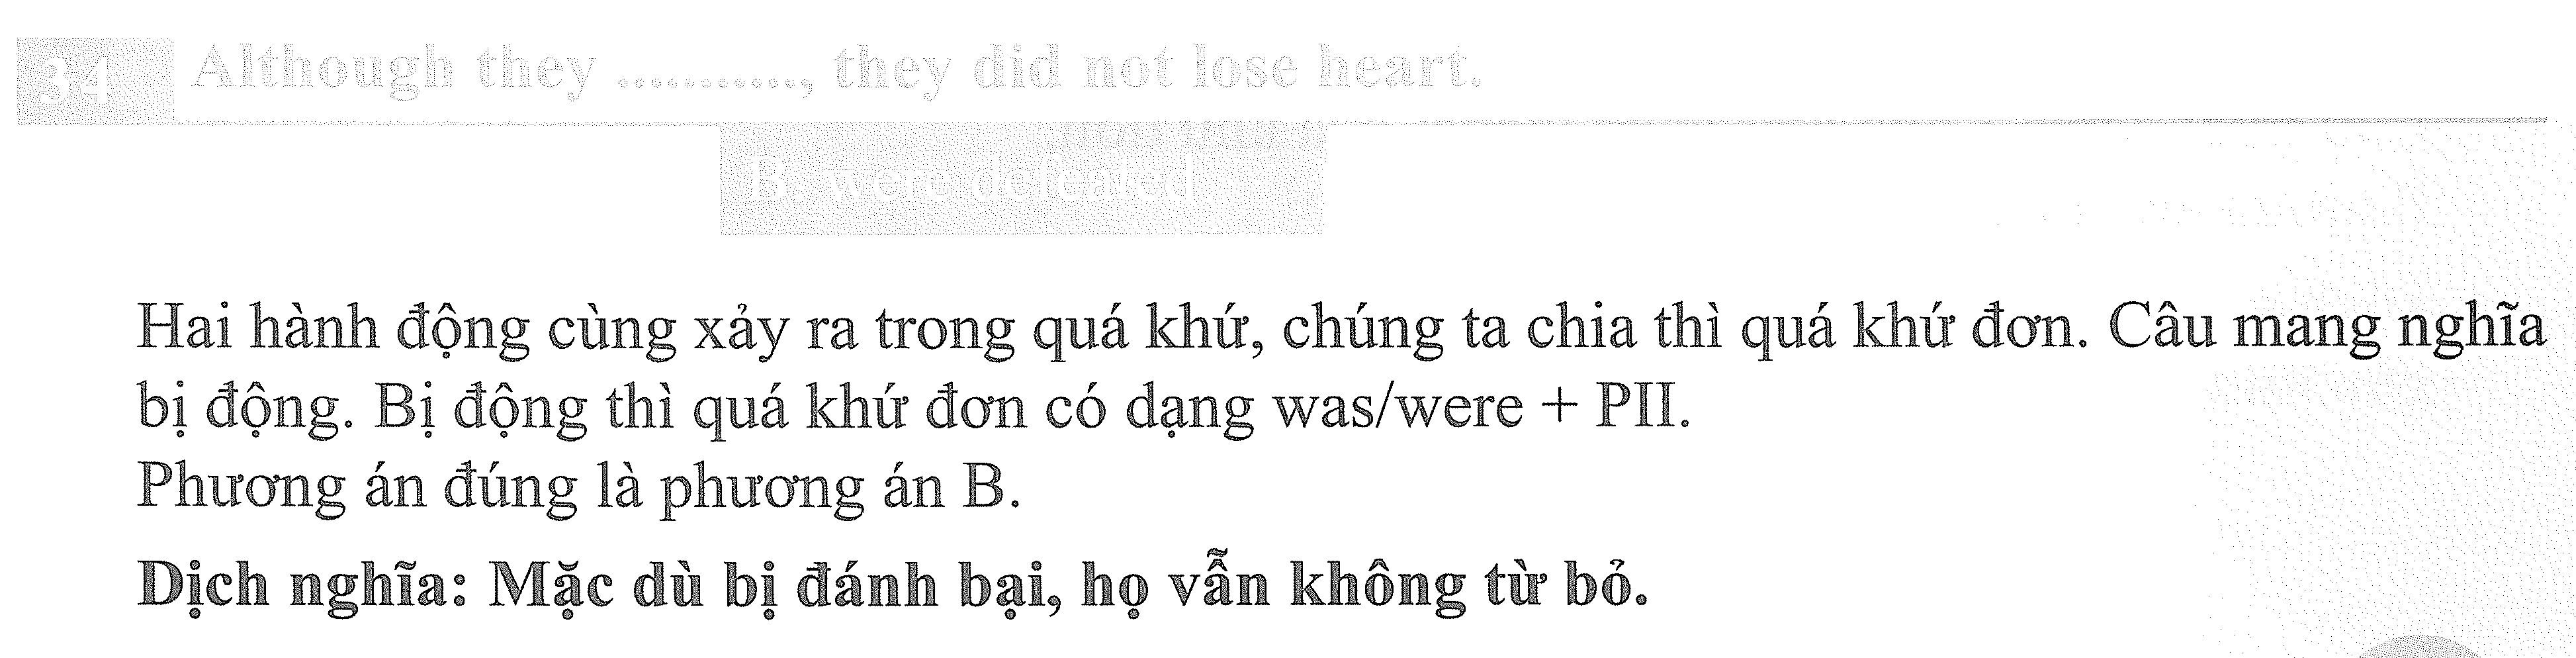 34 Although they ..........., they did not lose heart.
B. were defeated
Hai hành động cùng xảy ra trong quá khứ, chúng ta chia thì quá khứ đơn. Câu mang nghĩa
bị động. Bị động thì quá khứ đơn có dạng was/were + PII.
Phương án đúng là phương án B.
Dịch nghĩa: Mặc dù bị đánh bại, họ vẫn không từ bỏ.